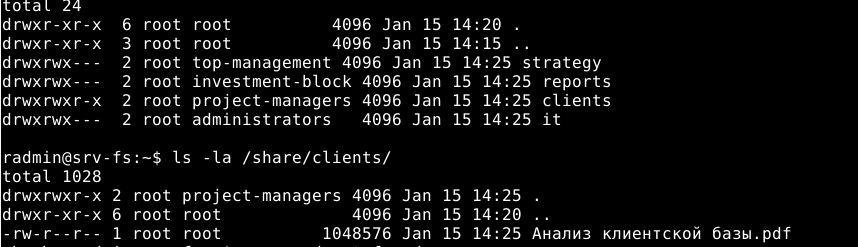 total 24
drwxr-xr-x  6 root root           4096 Jan 15 14:20 .
drwxr-xr-x  3 root root           4096 Jan 15 14:15 ..
drwxrwx---  2 root top-management 4096 Jan 15 14:25 strategy
drwxrwx---  2 root investment-block 4096 Jan 15 14:25 reports
drwxrwxr-x  2 root project-managers 4096 Jan 15 14:25 clients
drwxrwx---  2 root administrators   4096 Jan 15 14:25 it
radmin@srv-fs:~$ ls -la /share/clients/
total 1028
drwxrwxr-x 2 root project-managers 4096 Jan 15 14:25 .
drwxr-xr-x 6 root root             4096 Jan 15 14:20 ..
-rw-r--r-- 1 root root          1048576 Jan 15 14:25 Анализ клиентской базы.pdf